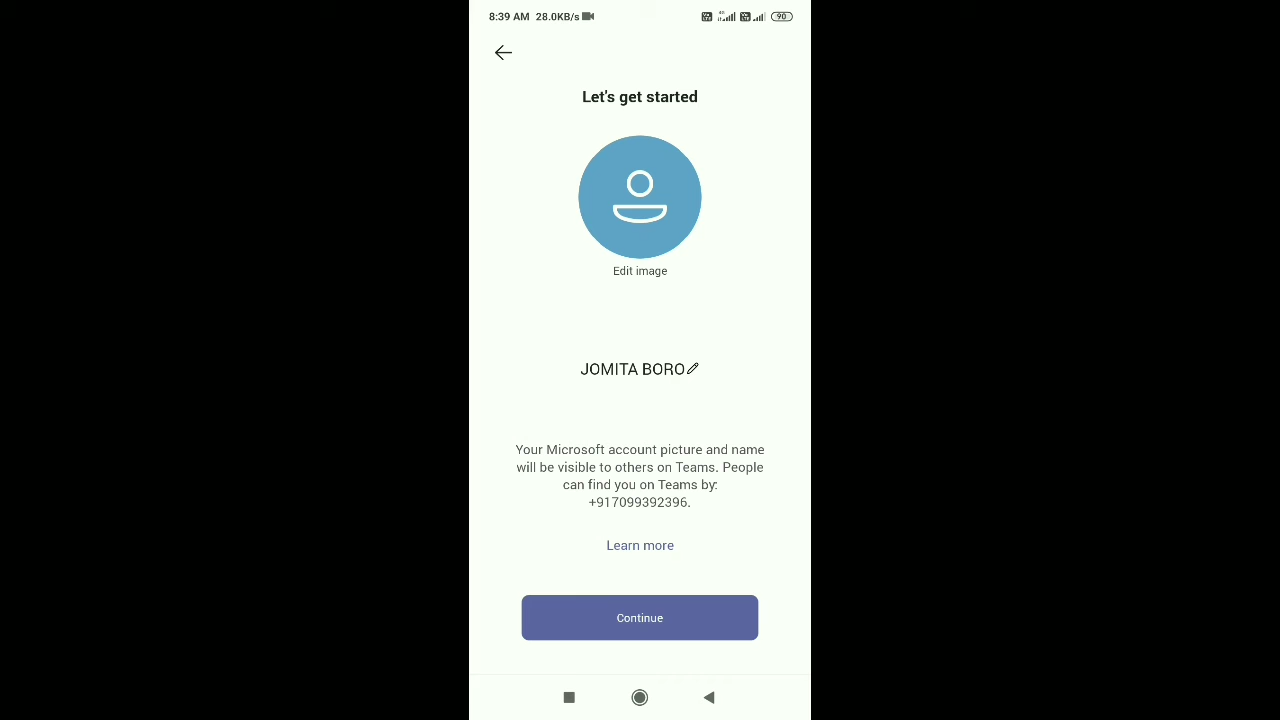 8:39 AM 28.0KB/s 90
Let's get started
Edit image
JOMITA BORO
Your Microsoft account picture and name
will be visible to others on Teams. People
can find you on Teams by:
+917099392396.
Learn more
Continue